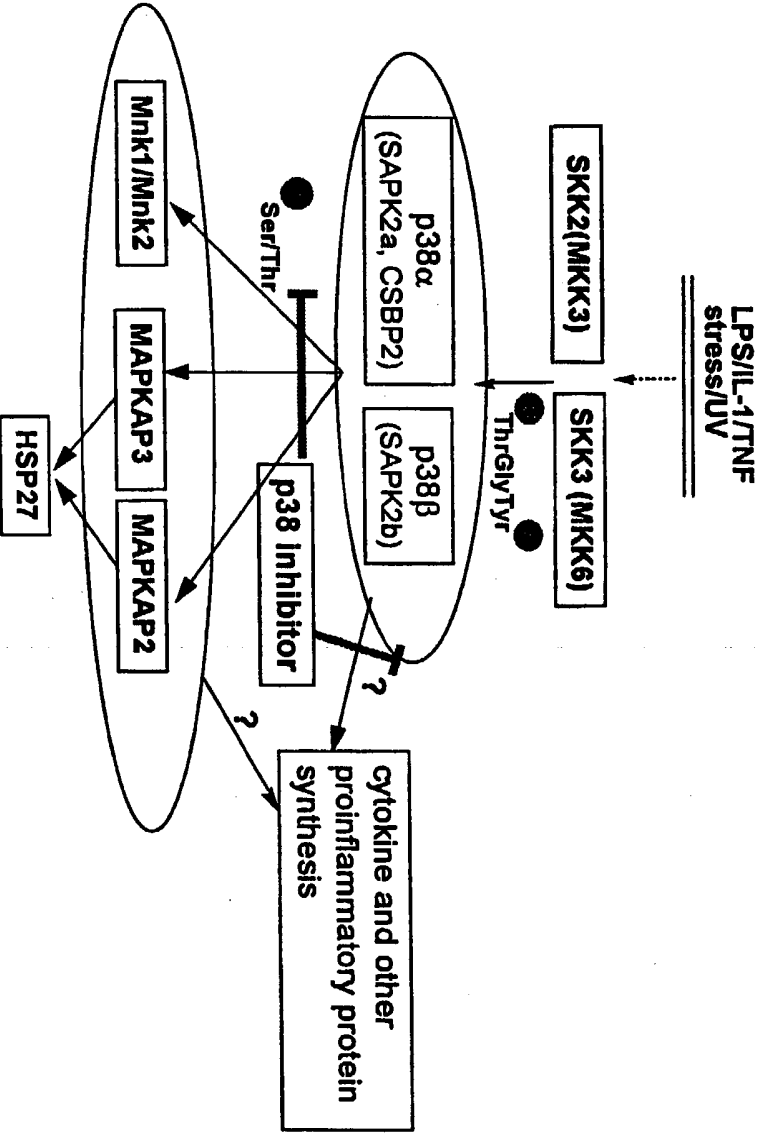 LPS/IL-1/TNF
stress/UV
SKK2(MKK3)
SKK3 (MKK6)
ThrGlyTyr
p38α
(SAPK2a, CSBP2)
p38β
(SAPK2b)
Ser/Thr
p38 inhibitor
?
cytokine and other
proinflammatory protein
synthesis
?
Mnk1/Mnk2
MAPKAP3
MAPKAP2
HSP27